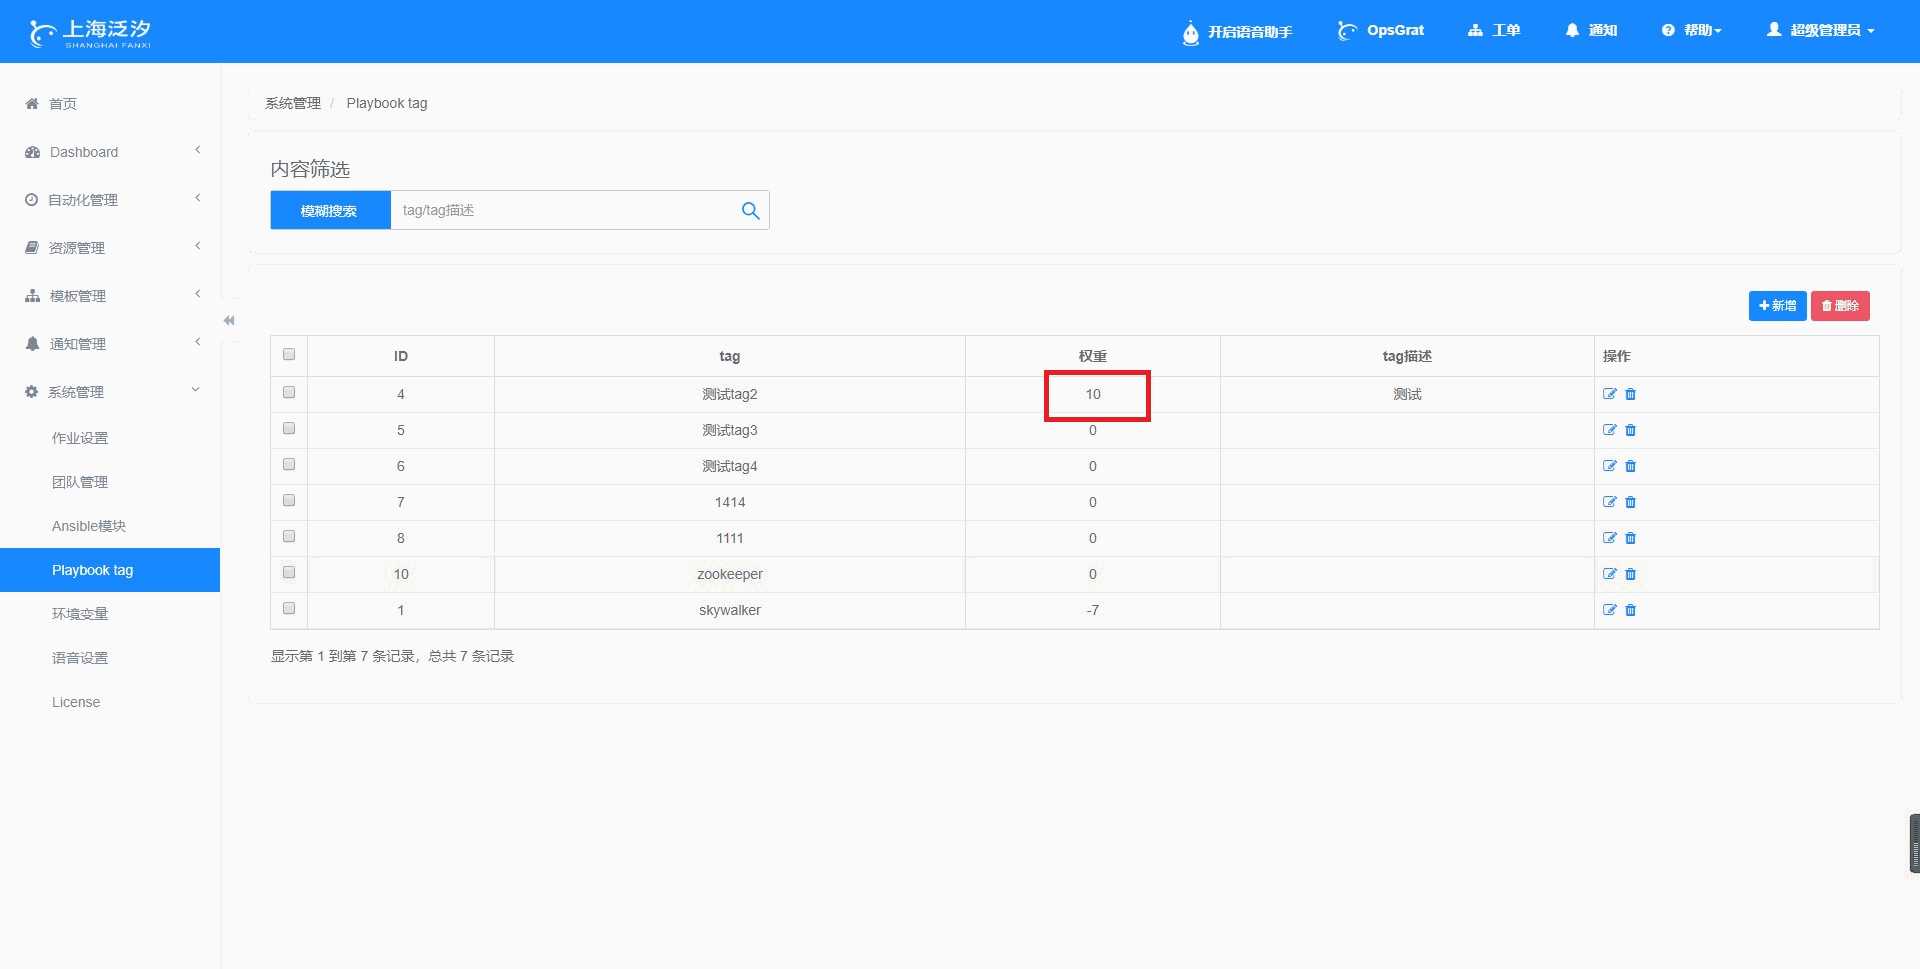 上海泛汐
SHANGHAI FANXI
开启语音助手
OpsGrat
工单
通知
帮助
超级管理员
首页
Dashboard
自动化管理
资源管理
模板管理
通知管理
系统管理
作业设置
团队管理
Ansible模块
Playbook tag
环境变量
语音设置
License
系统管理 / Playbook tag
内容筛选
模糊搜索 tag/tag描述
新增 删除
ID tag 权重 tag描述 操作
4 测试tag2 10 测试
5 测试tag3 0
6 测试tag4 0
7 1414 0
8 1111 0
10 zookeeper 0
1 skywalker -7
显示第 1 到第 7 条记录，总共 7 条记录